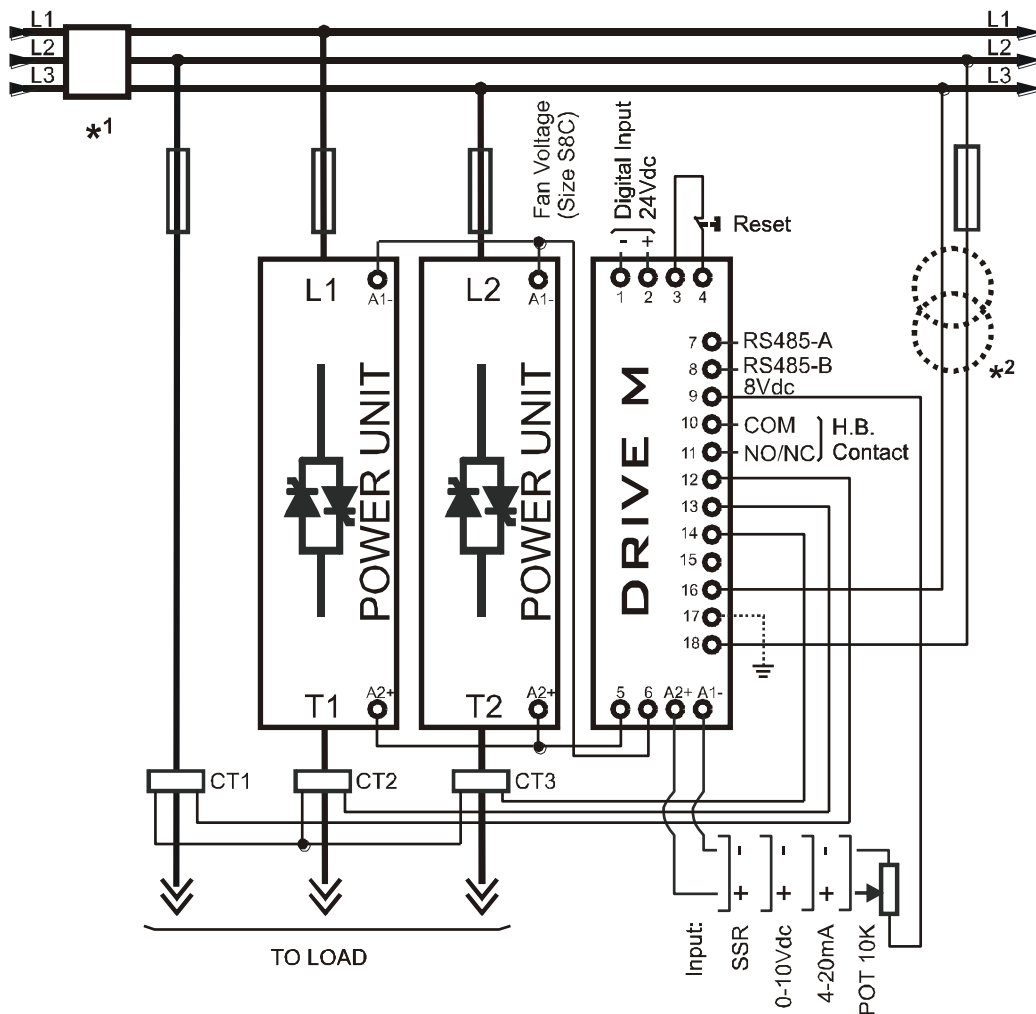 L1 L1
L2 L2
L3 L3
*1
Fan Voltage
(Size S8C)
Digital Input
24Vdc
- +
Reset
1 2 3 4
L1 A1-
L2 A1-
POWER UNIT
POWER UNIT
DRIVE M
7 RS485-A
8 RS485-B
9 8Vdc
10 COM
11 NO/NC
H.B.
Contact
12
13
14
15
16
17
18
*2
T1 A2+
T2 A2+
5 6 A2+ A1-
CT1 CT2 CT3
- - -
+ + +
Input:
SSR
0-10Vdc
4-20mA
POT 10K
TO LOAD